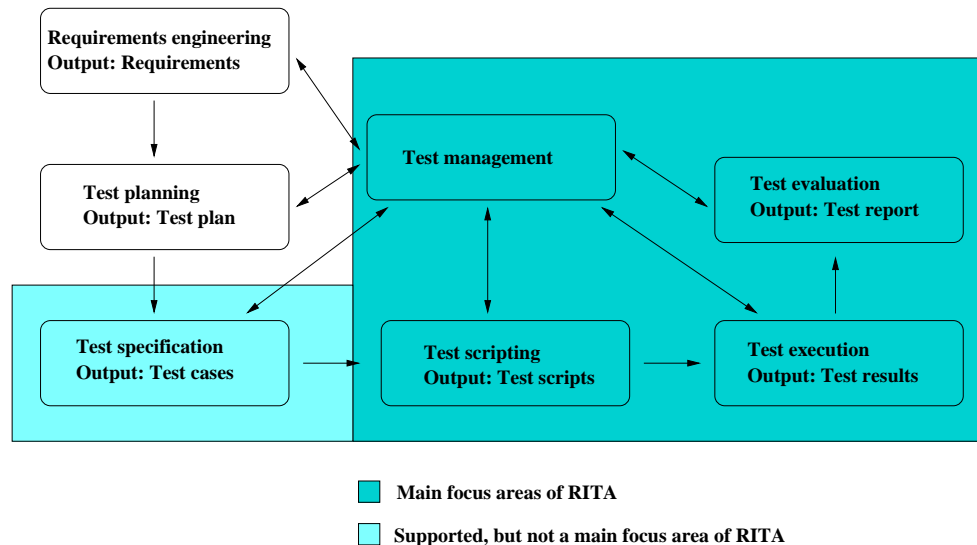 Requirements engineering
Output: Requirements
Test management
Test planning
Output: Test plan
Test evaluation
Output: Test report
Test specification
Output: Test cases
Test scripting
Output: Test scripts
Test execution
Output: Test results
Main focus areas of RITA
Supported, but not a main focus area of RITA